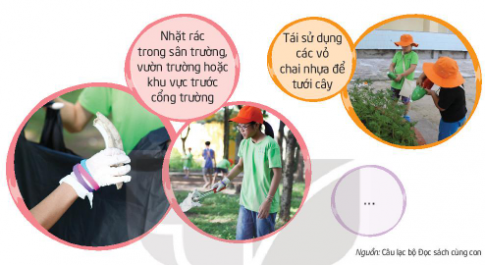 Nhặt rác
trong sân trường,
vườn trường hoặc
khu vực trước
cổng trường
Tái sử dụng
các vỏ
chai nhựa để
tưới cây
...
Nguồn: Câu lạc bộ Đọc sách cùng con